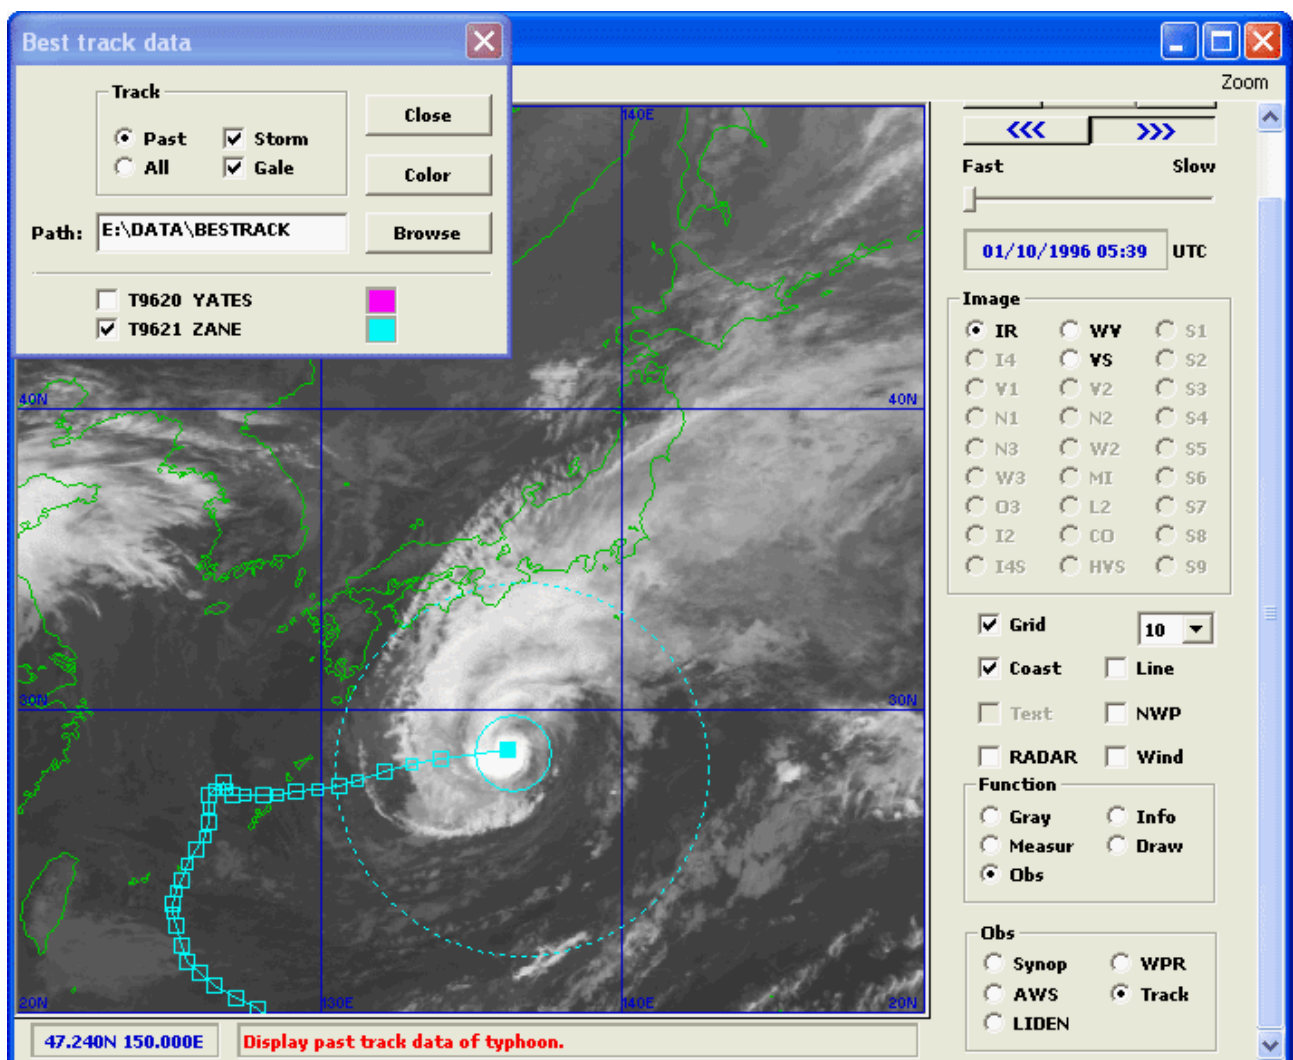 Best track data
Zoom
Track
Past Storm
All Gale
Close
Color
Path: E:\DATA\BESTRACK
Browse
T9620 YATES
T9621 ZANE
140E
40N 40N
30N 30N
20N 130E 140E 20N
<<< >>>
Fast Slow
01/10/1996 05:39 UTC
Image
IR WV S1
I4 VS S2
V1 V2 S3
N1 N2 S4
N3 W2 S5
W3 MI S6
O3 L2 S7
I2 CO S8
I4S HVS S9
Grid 10
Coast Line
Text NWP
RADAR Wind
Function
Gray Info
Measur Draw
Obs
Obs
Synop WPR
AWS Track
LIDEN
47.240N 150.000E
Display past track data of typhoon.